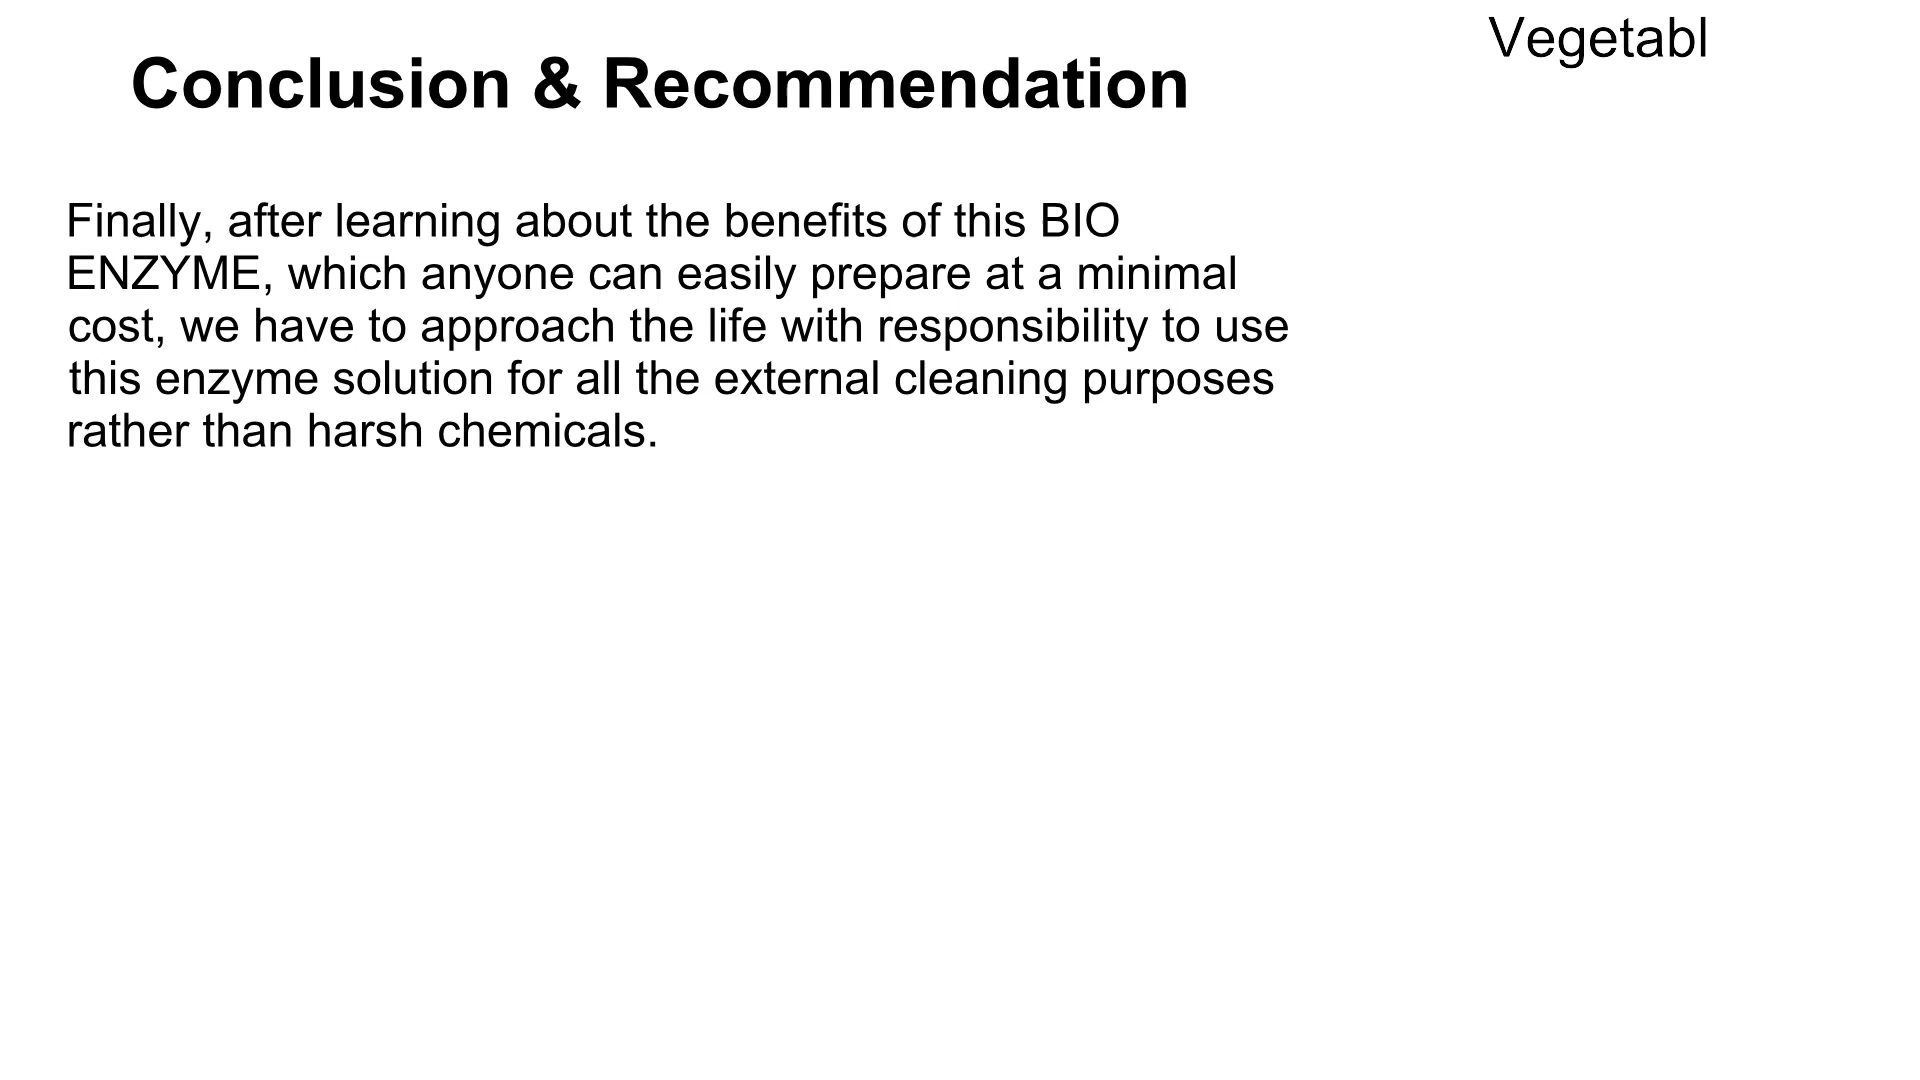 Vegetabl
Conclusion & Recommendation
Finally, after learning about the benefits of this BIO
ENZYME, which anyone can easily prepare at a minimal
cost, we have to approach the life with responsibility to use
this enzyme solution for all the external cleaning purposes
rather than harsh chemicals.